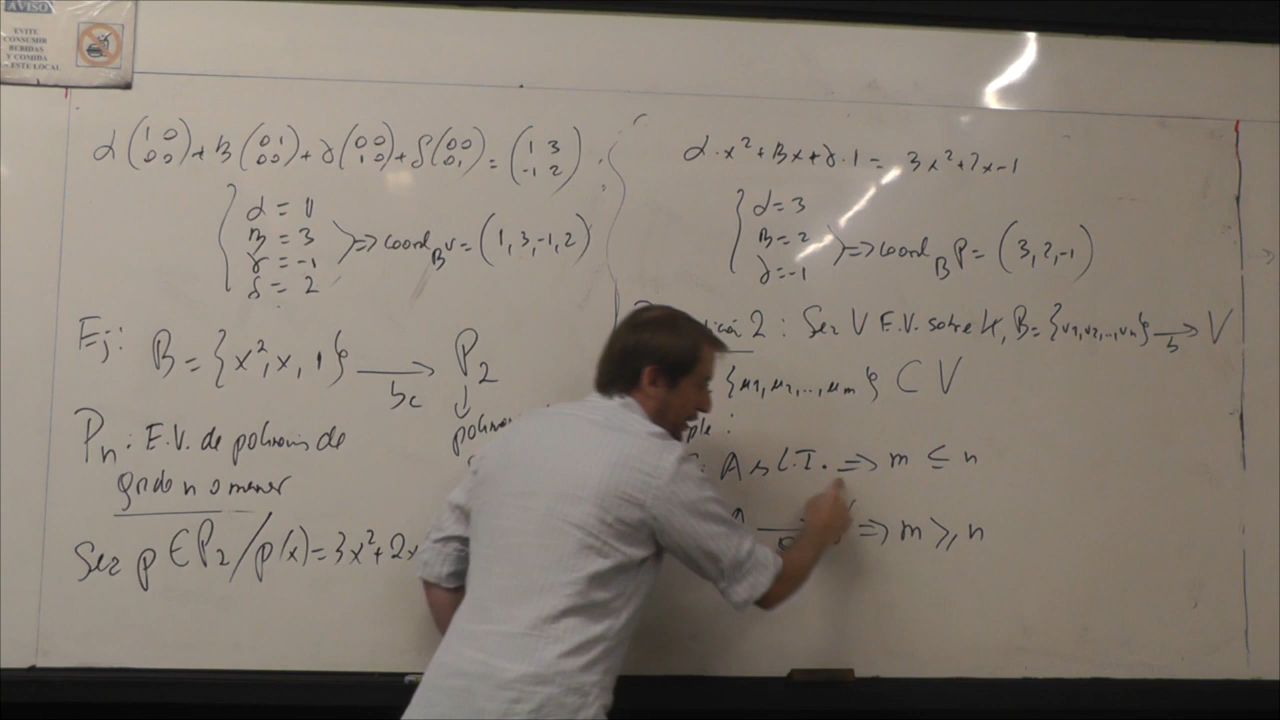 AVISO
EVITE
CONSUMIR
BEBIDAS
Y COMIDA
ESTE LOCAL
α(1 0 / 0 0) + β(0 1 / 0 0) + γ(0 0 / 1 0) + δ(0 0 / 0 1) = (1 3 / -1 2)
α = 1
β = 3
γ = -1
δ = 2
⇒ coord_B v = (1, 3, -1, 2)
Ej: B = {x², x, 1} → P₂
bc
Pₙ: E.V. de polinomios de
grado n o menor
Sea p ∈ P₂ / p(x) = 3x² + 2x
α·x² + βx + γ·1 = 3x² + 2x - 1
α = 3
β = 2
γ = -1
⇒ coord_B p = (3, 2, -1)
2: Sea V E.V. sobre K, B = {v₁, v₂, .., vₙ} → V
b
{u₁, u₂, ..., uₘ} ⊂ V
:
A es L.I. ⇒ m ≤ n
A ⇒ m ≥ n